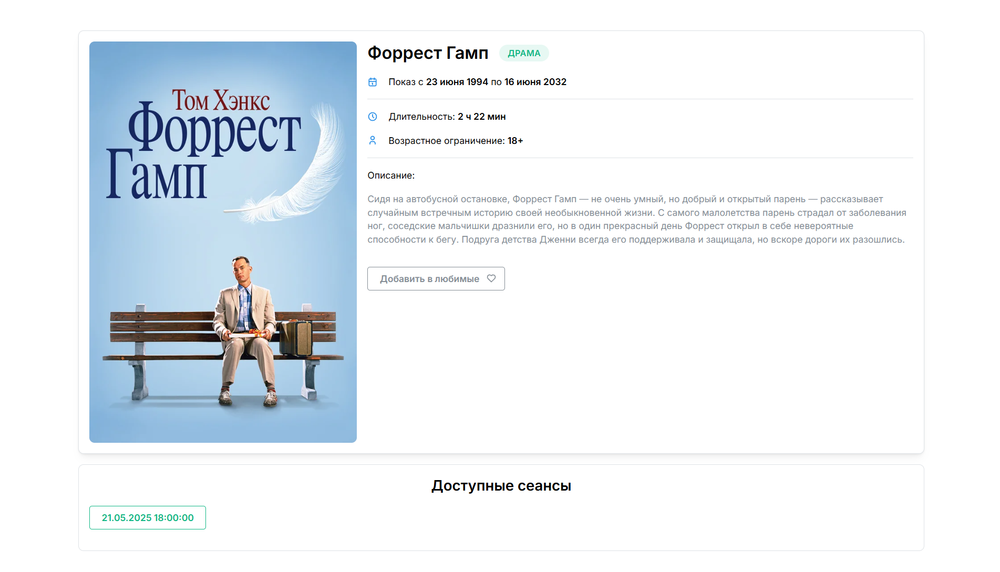 Том Хэнкс
Форрест
Гамп
Форрест Гамп ДРАМА
Показ с 23 июня 1994 по 16 июня 2032
Длительность: 2 ч 22 мин
Возрастное ограничение: 18+
Описание:
Сидя на автобусной остановке, Форрест Гамп — не очень умный, но добрый и открытый парень — рассказывает
случайным встречным историю своей необыкновенной жизни. С самого малолетства парень страдал от заболевания
ног, соседские мальчишки дразнили его, но в один прекрасный день Форрест открыл в себе невероятные
способности к бегу. Подруга детства Дженни всегда его поддерживала и защищала, но вскоре дороги их разошлись.
Добавить в любимые
Доступные сеансы
21.05.2025 18:00:00